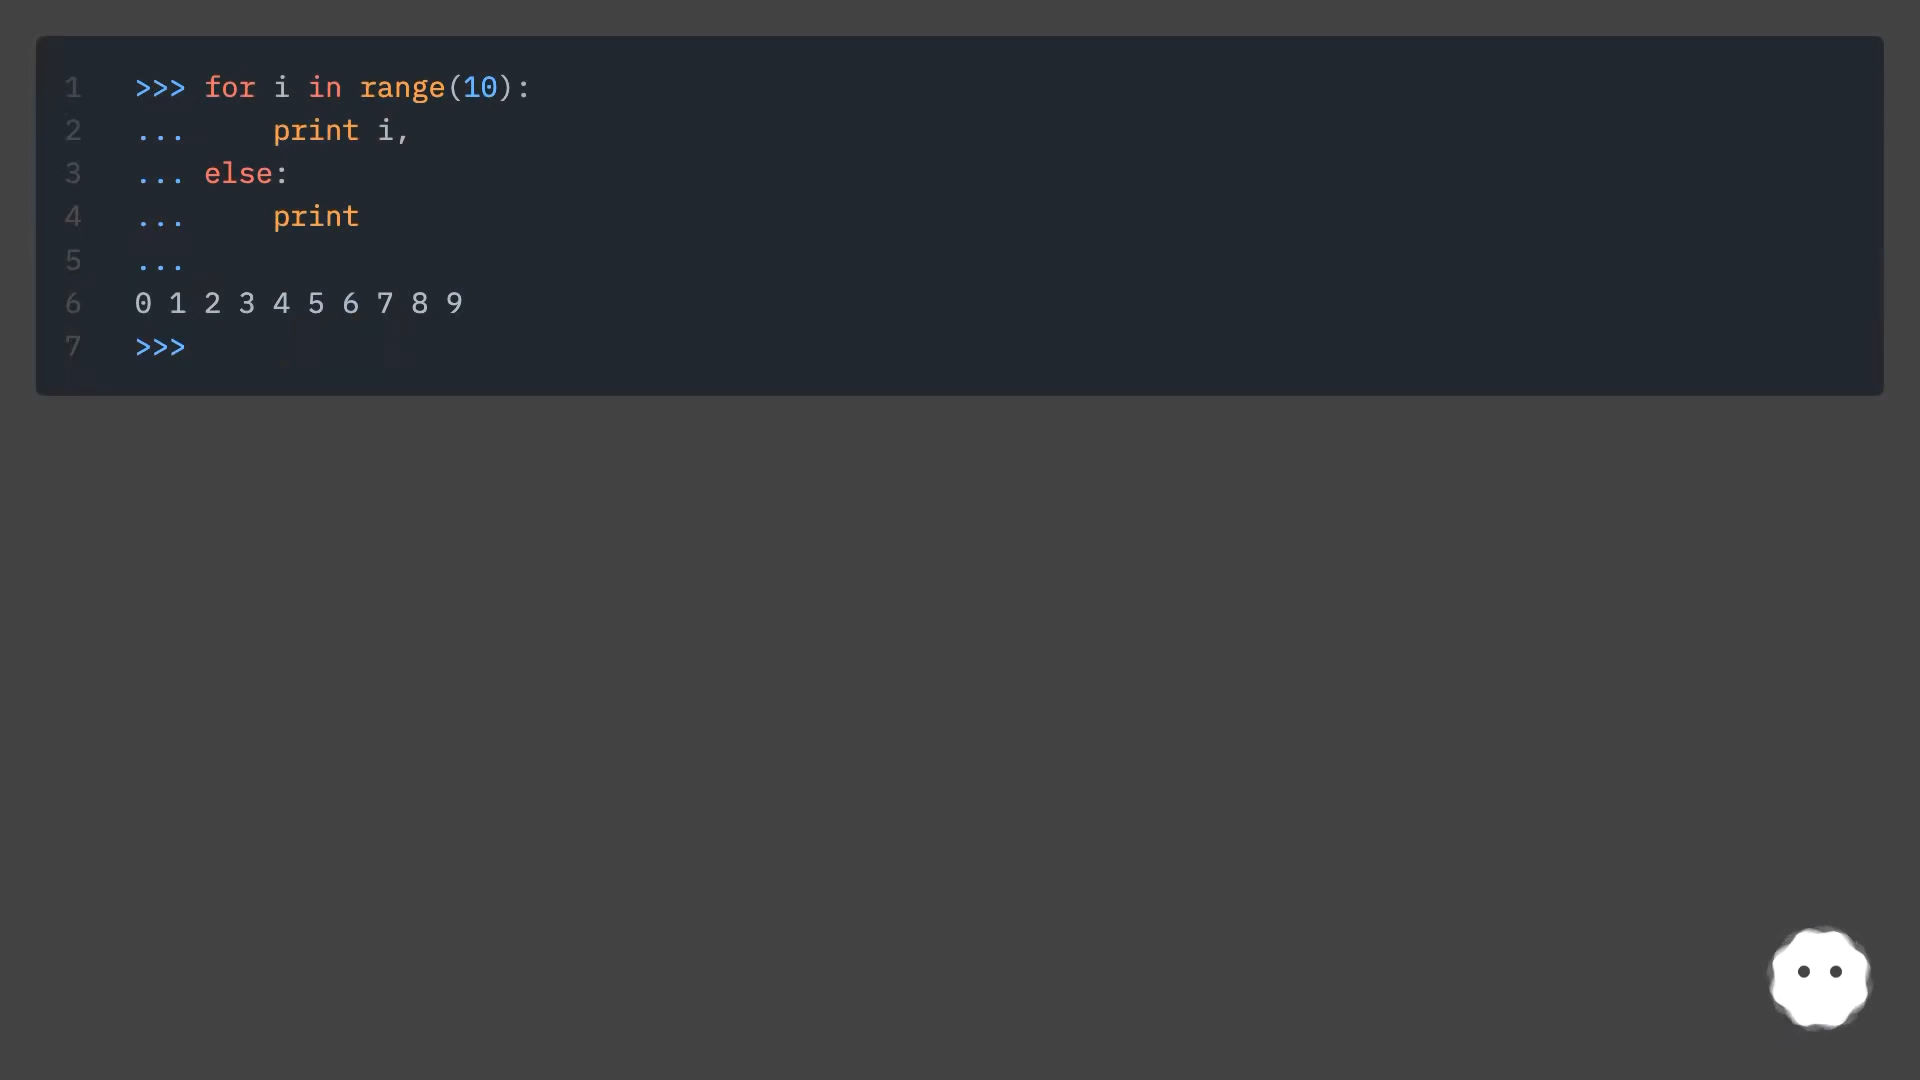 1 >>> for i in range(10):
2 ...     print i,
3 ... else:
4 ...     print
5 ...
6 0 1 2 3 4 5 6 7 8 9
7 >>>